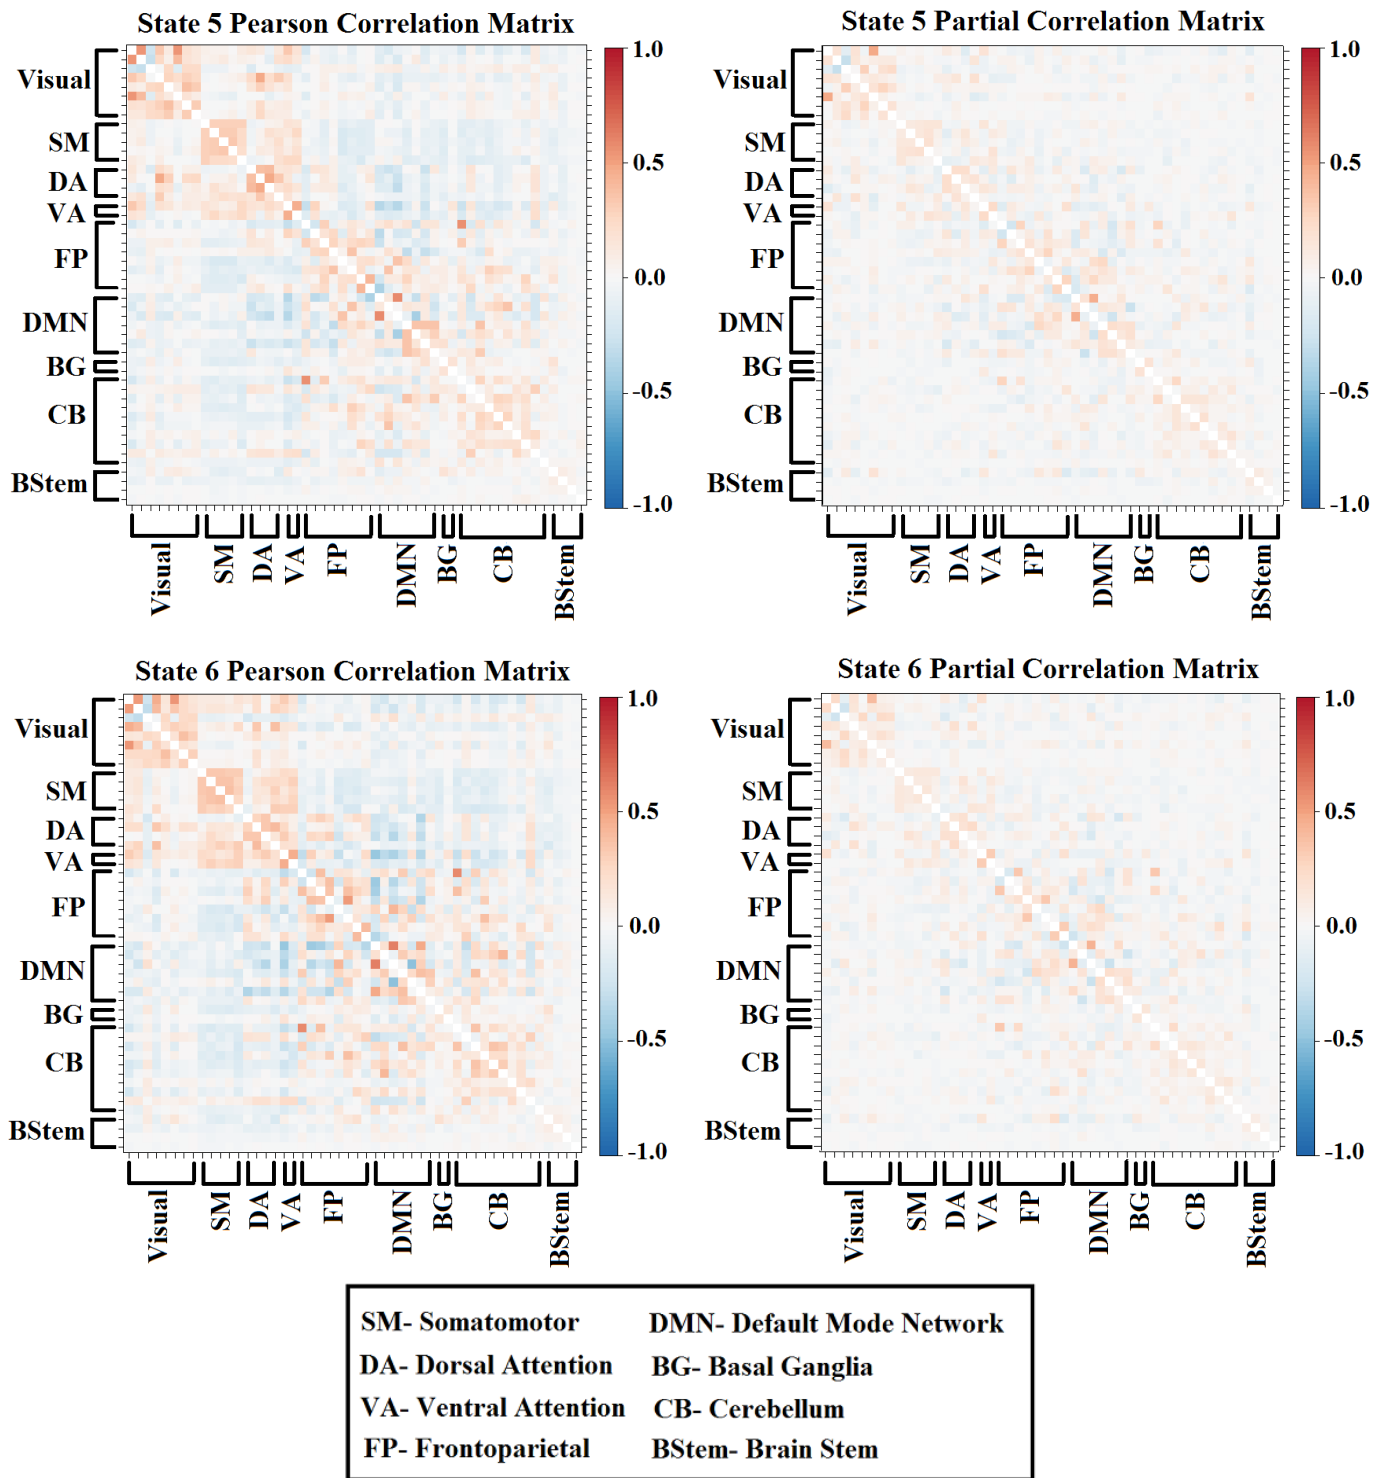 State 5 Pearson Correlation Matrix
Visual
SM
DA
VA
FP
DMN
BG
CB
BStem
1.0
0.5
0.0
-0.5
-1.0
Visual
SM
DA
VA
FP
DMN
BG
CB
BStem
State 5 Partial Correlation Matrix
Visual
SM
DA
VA
FP
DMN
BG
CB
BStem
1.0
0.5
0.0
-0.5
-1.0
Visual
SM
DA
VA
FP
DMN
BG
CB
BStem
State 6 Pearson Correlation Matrix
Visual
SM
DA
VA
FP
DMN
BG
CB
BStem
1.0
0.5
0.0
-0.5
-1.0
Visual
SM
DA
VA
FP
DMN
BG
CB
BStem
State 6 Partial Correlation Matrix
Visual
SM
DA
VA
FP
DMN
BG
CB
BStem
1.0
0.5
0.0
-0.5
-1.0
Visual
SM
DA
VA
FP
DMN
BG
CB
BStem
SM- Somatomotor
DMN- Default Mode Network
DA- Dorsal Attention
BG- Basal Ganglia
VA- Ventral Attention
CB- Cerebellum
FP- Frontoparietal
BStem- Brain Stem